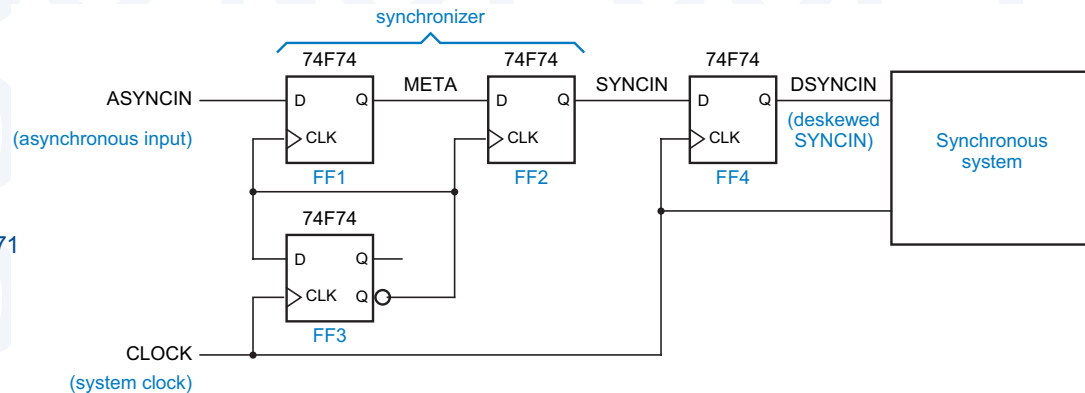 synchronizer
74F74
74F74
74F74
ASYNCIN
D
Q
META
D
Q
SYNCIN
D
Q
DSYNCIN
(asynchronous input)
CLK
CLK
CLK
(deskewed
SYNCIN)
Synchronous
system
FF1
FF2
FF4
74F74
71
D
Q
CLK
Q
FF3
CLOCK
(system clock)